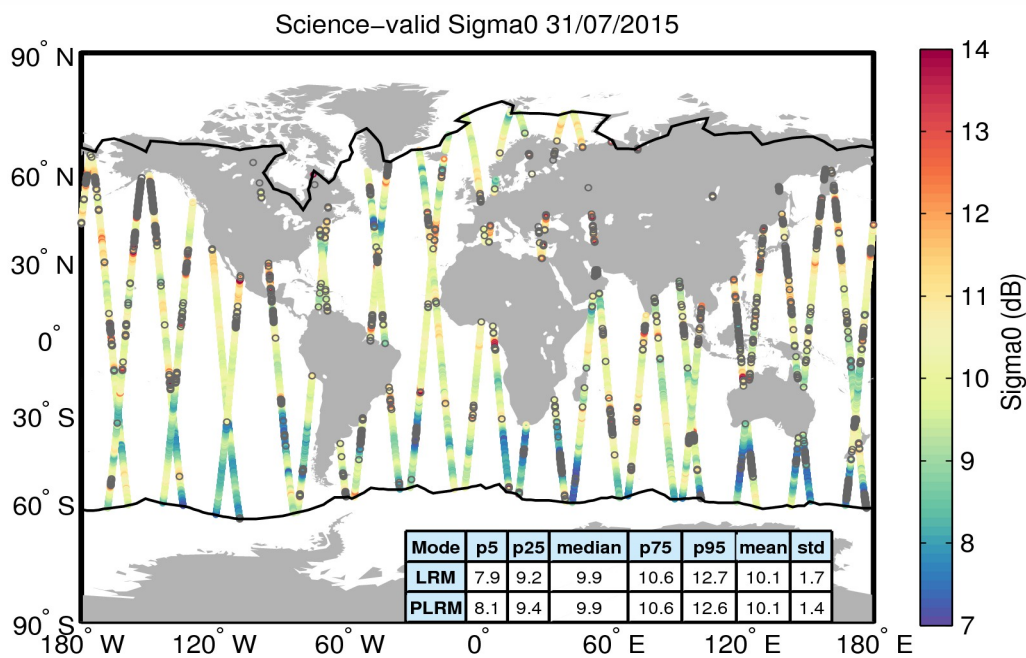 Science−valid Sigma0 31/07/2015
90° N
60° N
30° N
0°
30° S
60° S
90° S
180° W
120° W
60° W
0°
60° E
120° E
180° E
14
13
12
11
10
9
8
7
Sigma0 (dB)
Mode p5 p25 median p75 p95 mean std
LRM 7.9 9.2 9.9 10.6 12.7 10.1 1.7
PLRM 8.1 9.4 9.9 10.6 12.6 10.1 1.4